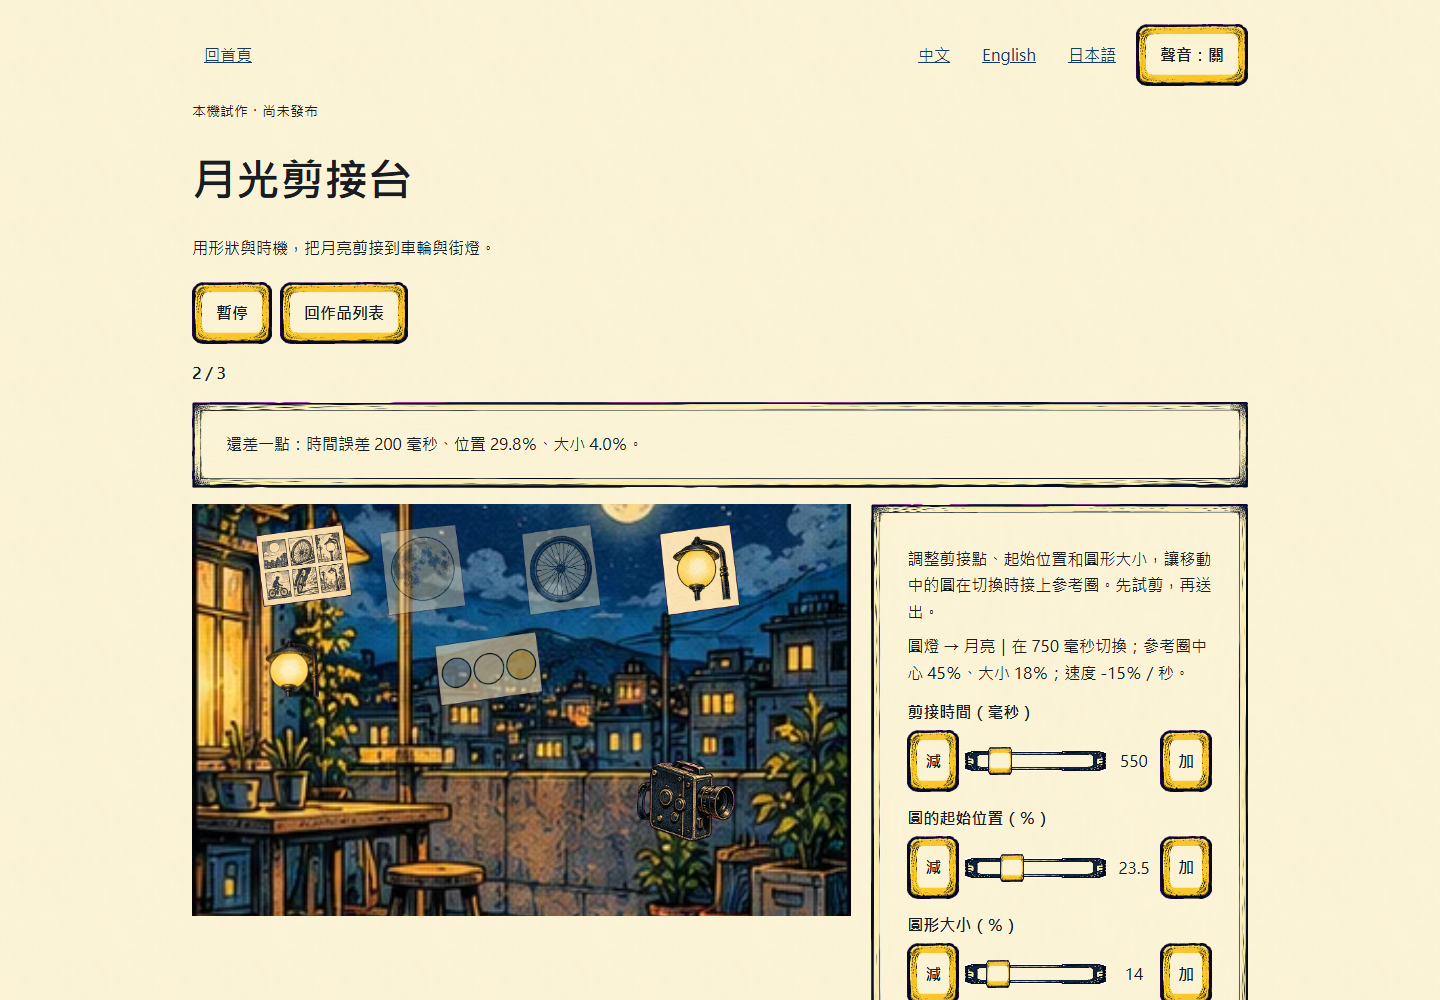 回首頁
中文 English 日本語 聲音：關
本機試作・尚未發布
月光剪接台
用形狀與時機，把月亮剪接到車輪與街燈。
暫停 回作品列表
2 / 3
還差一點：時間誤差 200 毫秒、位置 29.8%、大小 4.0%。
調整剪接點、起始位置和圓形大小，讓移動
中的圓在切換時接上參考圈。先試剪，再送
出。
圓燈 → 月亮｜在 750 毫秒切換；參考圈中
心 45%、大小 18%；速度 -15% / 秒。
剪接時間（毫秒）
減 550 加
圓的起始位置（%）
減 23.5 加
圓形大小（%）
減 14 加